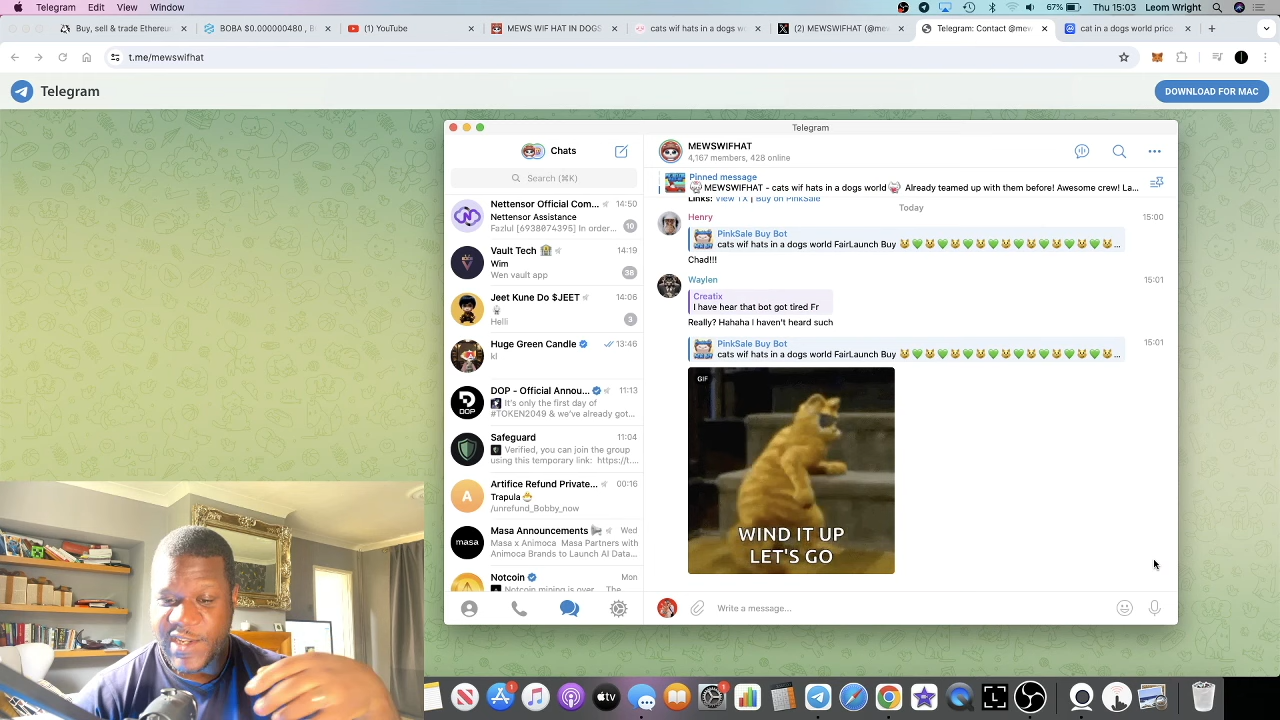 Telegram Edit View Window
67% Thu 15:03 Leom Wright
Buy, sell & trade Ethereu
BOBA $0.000000480 , B
(1) YouTube
MEWS WIF HAT IN DOGS
cats wif hats in a dogs wo
(2) MEWSWIFHAT (@mew
Telegram: Contact @mew
cat in a dogs world price
t.me/mewswifhat
Telegram
DOWNLOAD FOR MAC
Telegram
Chats
Search (⌘K)
Nettensor Official Com... 14:50
Nettensor Assistance
Fazlul [6938074395] In order... 10
Vault Tech 14:19
Wim
Wen vault app 38
Jeet Kune Do $JEET 14:06
Helli 3
Huge Green Candle 13:46
kl
DOP - Official Annou... 11:13
It's only the first day of
#TOKEN2049 & we've already got...
Safeguard 11:04
Verified, you can join the group
using this temporary link: https://t...
Artifice Refund Private... 00:16
Trapula
/unrefund_Bobby_now
Masa Announcements Wed
Masa x Animoca Masa Partners with
Animoca Brands to Launch AI Data...
Notcoin Mon
Notcoin mining is over The
MEWSWIFHAT
4,167 members, 428 online
Pinned message
MEWSWIFHAT - cats wif hats in a dogs world Already teamed up with them before! Awesome crew! La...
Links: View TX | Buy on PinkSale
Today
Henry 15:00
PinkSale Buy Bot
cats wif hats in a dogs world FairLaunch Buy 😼💚😼💚😼💚😼💚😼💚😼💚😼💚😼💚😼...
Chad!!!
Waylen 15:01
Creatix
I have hear that bot got tired Fr
Really? Hahaha I haven't heard such
PinkSale Buy Bot 15:01
cats wif hats in a dogs world FairLaunch Buy 😼💚😼💚😼💚😼💚😼💚😼💚😼💚😼💚😼...
GIF
WIND IT UP
LET'S GO
Write a message...
DOP
A
masa
tv
L